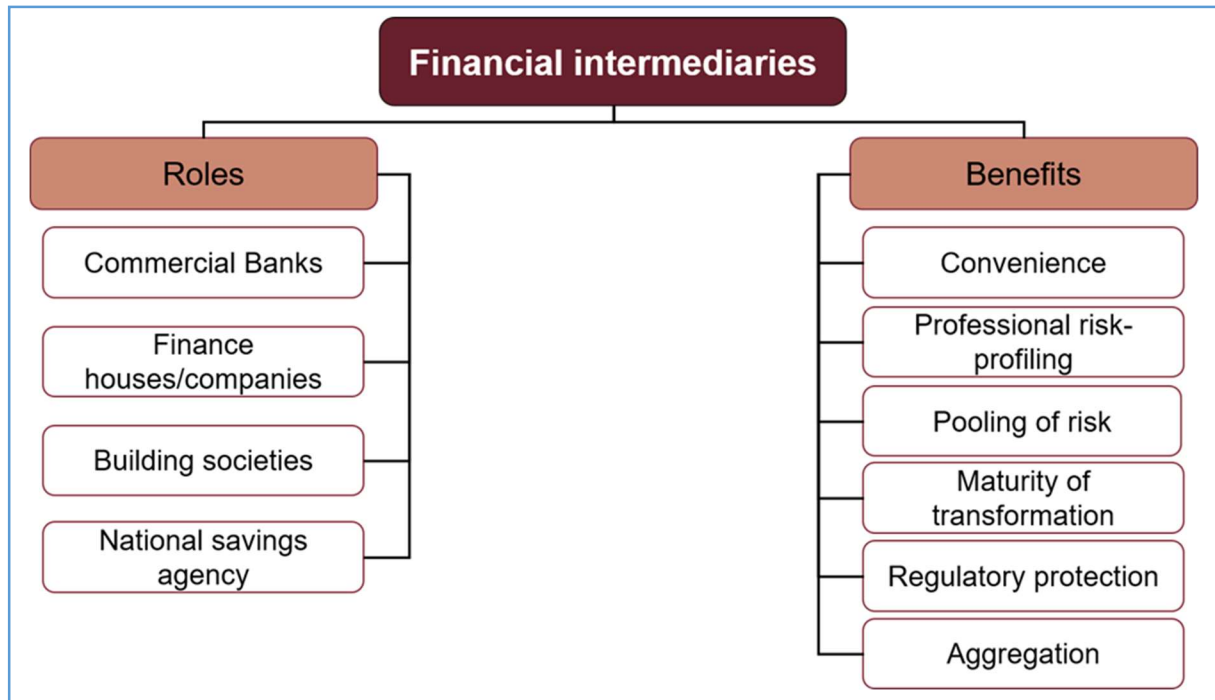 Financial intermediaries
Roles
Commercial Banks
Finance
houses/companies
Building societies
National savings
agency
Benefits
Convenience
Professional risk-
profiling
Pooling of risk
Maturity of
transformation
Regulatory protection
Aggregation